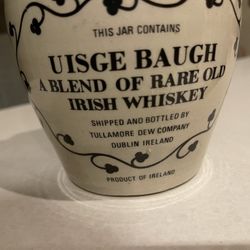 THIS JAR CONTAINS
UISGE BAUGH
A BLEND OF RARE OLD
IRISH WHISKEY
SHIPPED AND BOTTLED BY
TULLAMORE DEW COMPANY
DUBLIN IRELAND
PRODUCT OF IRELAND